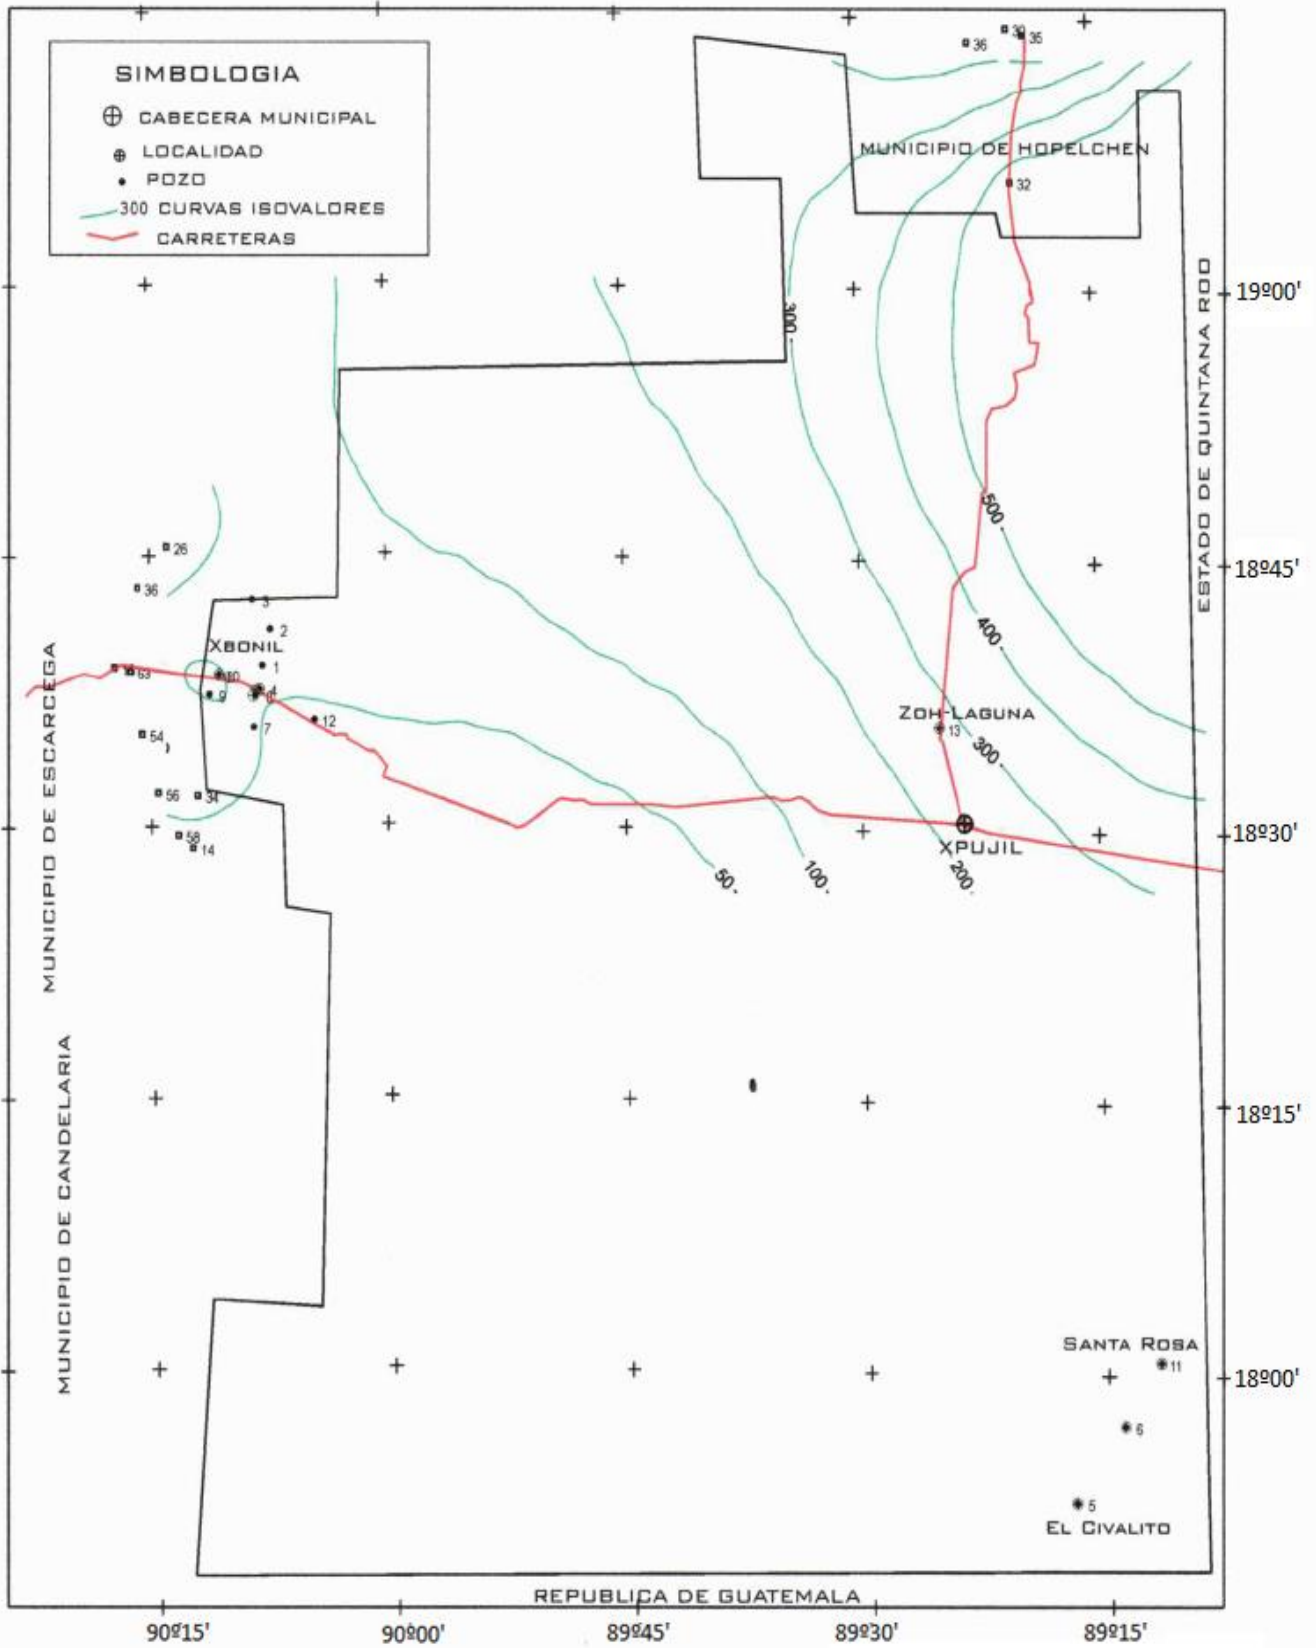 SIMBOLOGIA
CABECERA MUNICIPAL
LOCALIDAD
POZO
300 CURVAS ISOVALORES
CARRETERAS
36
35
MUNICIPIO DE HOPELCHEN
32
ESTADO DE QUINTANA ROO
19º00'
300
500
26
36
18º45'
3
2
XBONIL
1
400
63
10
4
9
7
12
ZOH-LAGUNA
13
54
300
MUNICIPIO DE ESCARCEGA
56
34
58
14
18º30'
XPUJIL
50
100
200
MUNICIPIO DE CANDELARIA
18º15'
SANTA ROSA
11
18º00'
6
5
EL CIVALITO
REPUBLICA DE GUATEMALA
90º15'
90º00'
89º45'
89º30'
89º15'